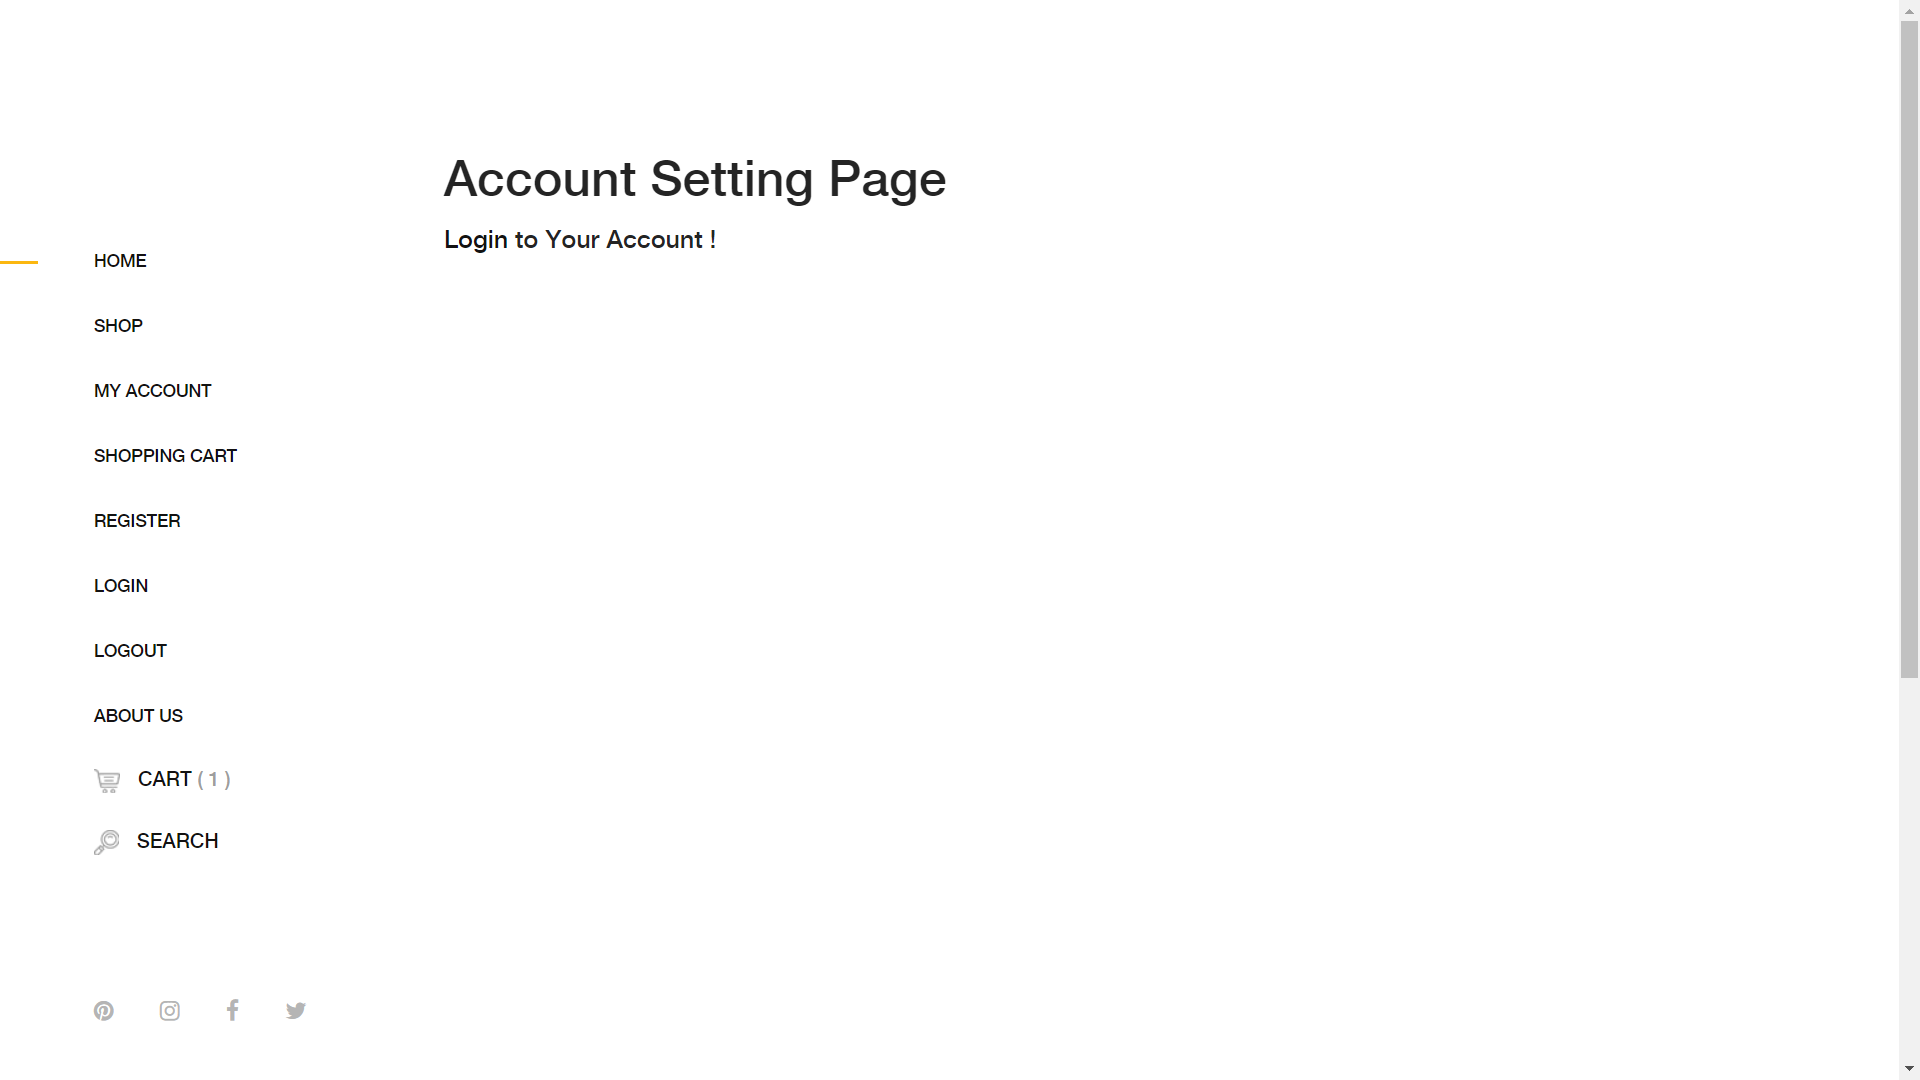 Account Setting Page
Login to Your Account !
HOME
SHOP
MY ACCOUNT
SHOPPING CART
REGISTER
LOGIN
LOGOUT
ABOUT US
CART ( 1 )
SEARCH